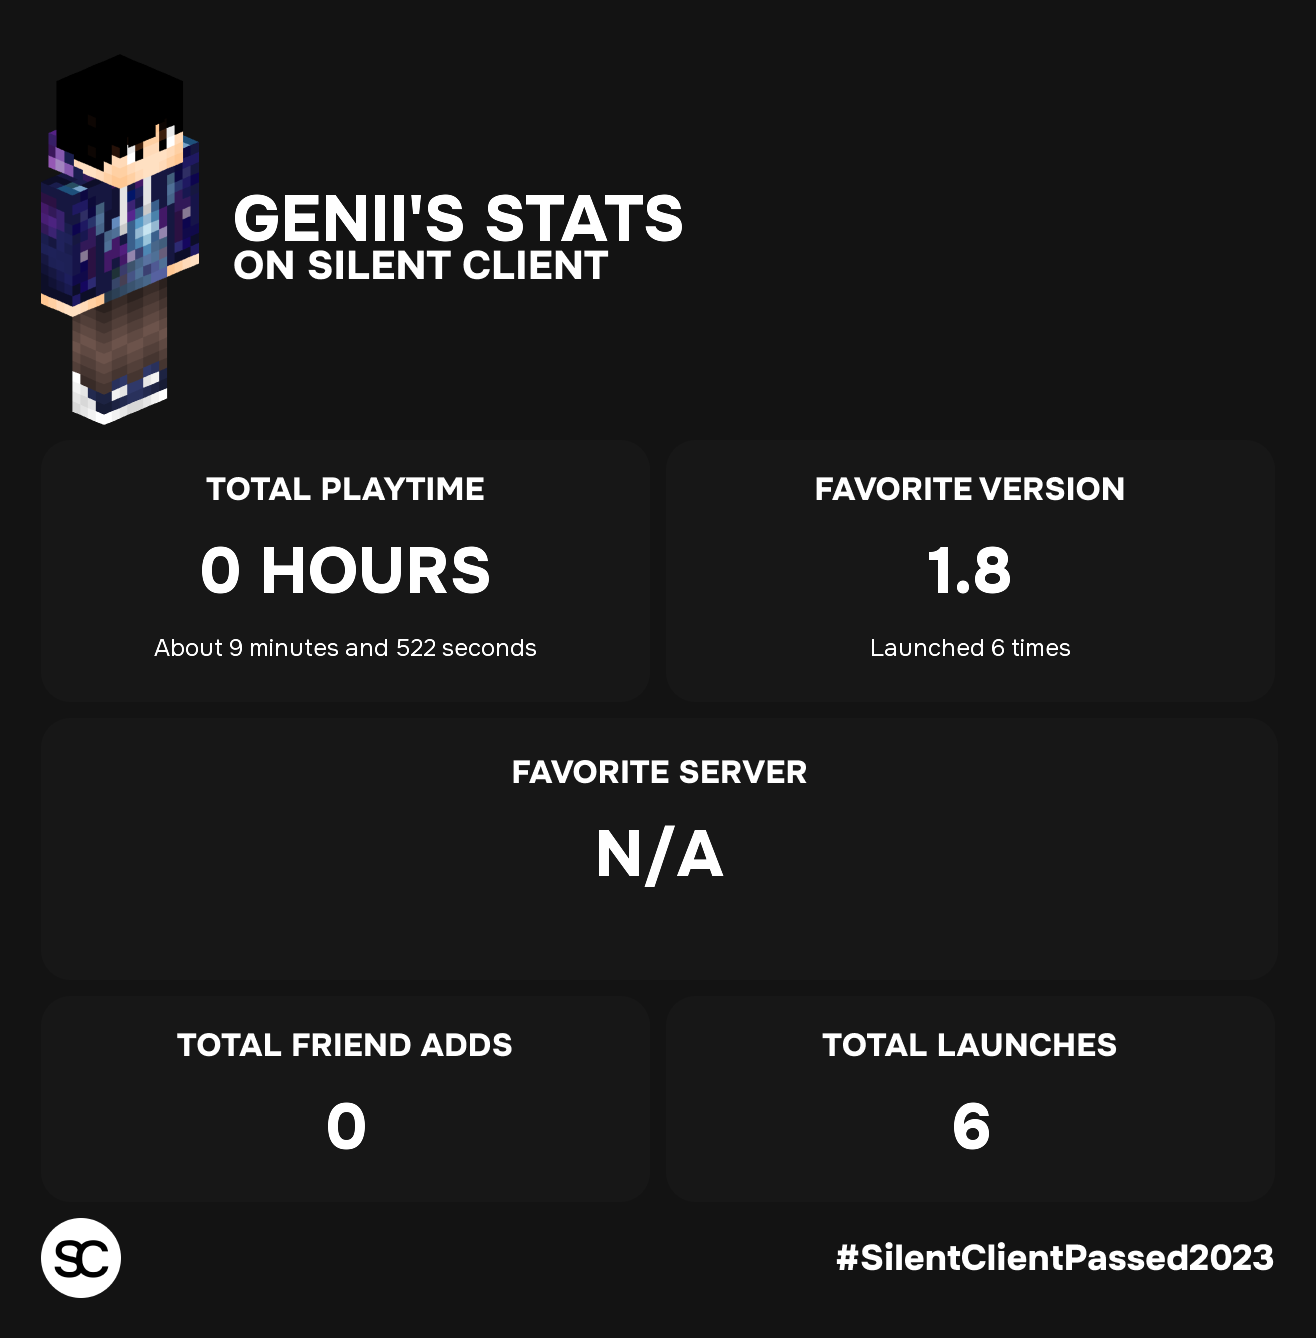 GENII'S STATS
ON SILENT CLIENT
TOTAL PLAYTIME
0 HOURS
About 9 minutes and 522 seconds
FAVORITE VERSION
1.8
Launched 6 times
FAVORITE SERVER
N/A
TOTAL FRIEND ADDS
0
TOTAL LAUNCHES
6
SC
#SilentClientPassed2023